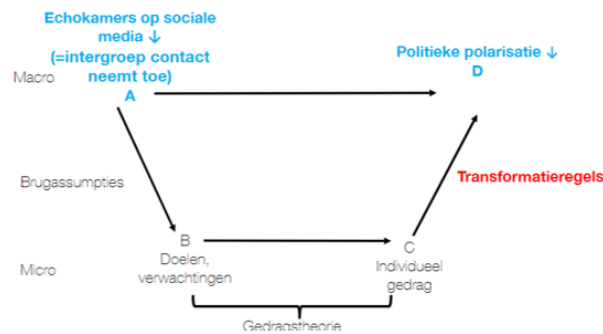 Echokamers op sociale
media ↓
(=intergroep contact
neemt toe)
Politieke polarisatie ↓
Macro
A
D
Brugassumpties
Transformatieregels
B
C
Doelen,
verwachtingen
Individueel
gedrag
Micro
Gedragstheorie